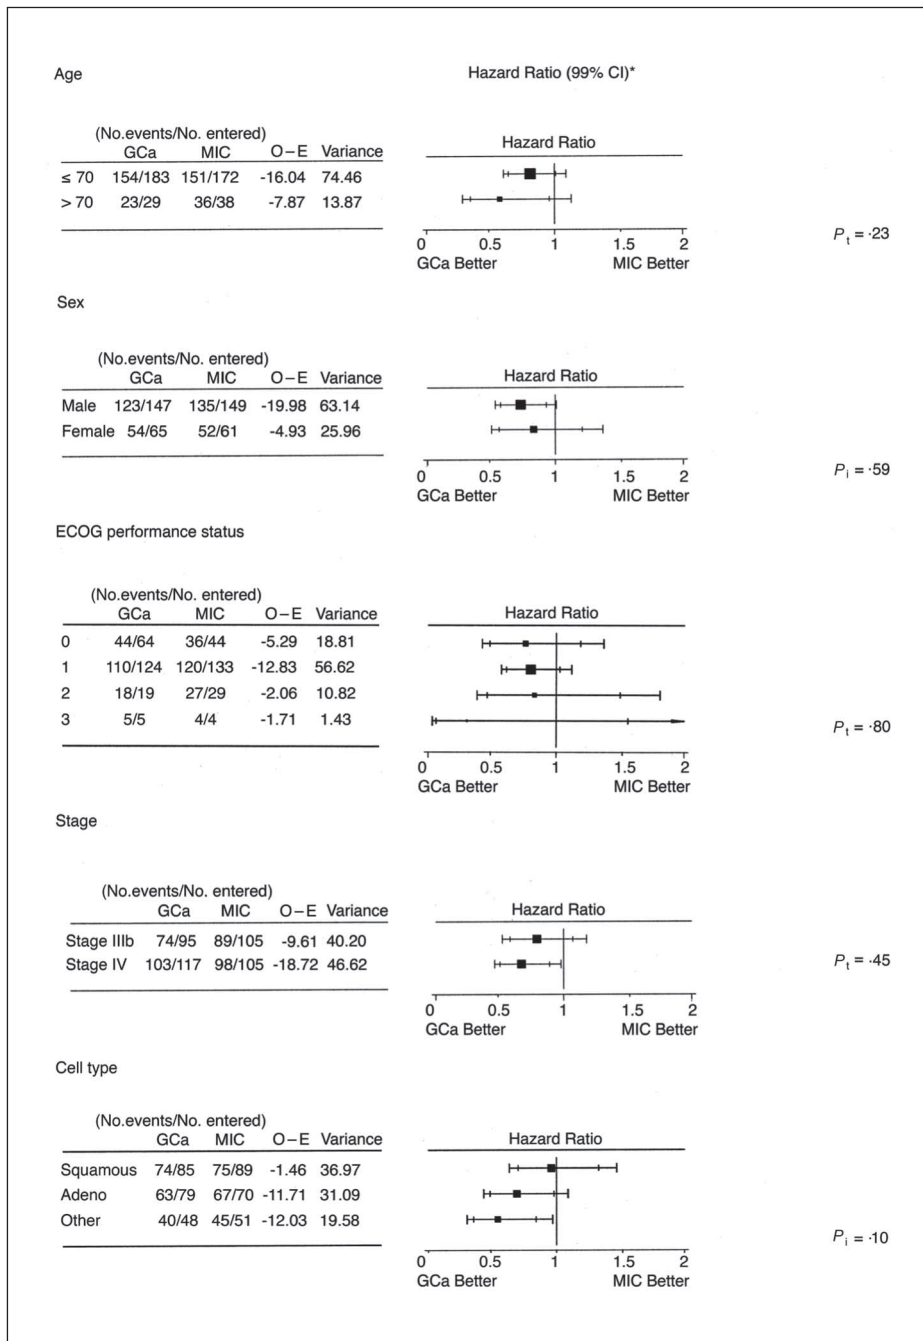 Age
Hazard Ratio (99% CI)*
(No.events/No. entered)
GCa MIC O–E Variance
Hazard Ratio
≤ 70 154/183 151/172 -16.04 74.46
> 70 23/29 36/38 -7.87 13.87
0 0.5 1 1.5 2
GCa Better MIC Better
Pt = ·23
Sex
(No.events/No. entered)
GCa MIC O–E Variance
Hazard Ratio
Male 123/147 135/149 -19.98 63.14
Female 54/65 52/61 -4.93 25.96
0 0.5 1 1.5 2
GCa Better MIC Better
Pi = ·59
ECOG performance status
(No.events/No. entered)
GCa MIC O–E Variance
Hazard Ratio
0 44/64 36/44 -5.29 18.81
1 110/124 120/133 -12.83 56.62
2 18/19 27/29 -2.06 10.82
3 5/5 4/4 -1.71 1.43
0 0.5 1 1.5 2
GCa Better MIC Better
Pt = ·80
Stage
(No.events/No. entered)
GCa MIC O–E Variance
Hazard Ratio
Stage IIIb 74/95 89/105 -9.61 40.20
Stage IV 103/117 98/105 -18.72 46.62
0 0.5 1 1.5 2
GCa Better MIC Better
Pt = ·45
Cell type
(No.events/No. entered)
GCa MIC O–E Variance
Hazard Ratio
Squamous 74/85 75/89 -1.46 36.97
Adeno 63/79 67/70 -11.71 31.09
Other 40/48 45/51 -12.03 19.58
0 0.5 1 1.5 2
GCa Better MIC Better
Pi = ·10